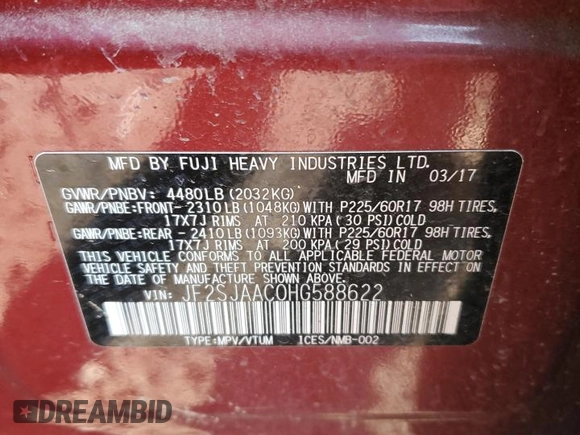 MFD BY FUJI HEAVY INDUSTRIES LTD.
MFD IN 03/17
GVWR/PNBV: 4480LB(2032KG)
GAWR/PNBE:FRONT-2310LB(1048KG)WITH P225/60R17 98H TIRES,
17X7J RIMS AT 210 KPA(30 PSI)COLD
GAWR/PNBE:REAR -2410LB(1093KG)WITH P225/60R17 98H TIRES,
17X7J RIMS AT 200 KPA(29 PSI)COLD
THIS VEHICLE CONFORMS TO ALL APPLICABLE FEDERAL MOTOR
VEHICLE SAFETY AND THEFT PREVENTION STANDARDS IN EFFECT
ON THE DATE OF MANUFACTURE SHOWN ABOVE.
VIN: JF2SJAAC0HG588622
TYPE:MPV/VTUM ICES/NMB-002
DREAMBID